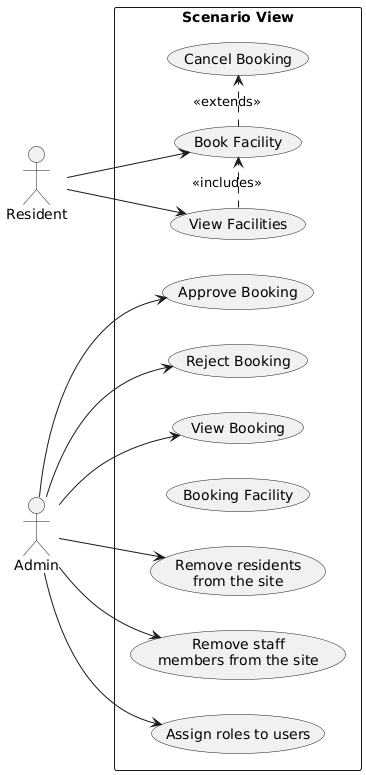 Scenario View
Cancel Booking
«extends»
Book Facility
«includes»
Resident
View Facilities
Approve Booking
Reject Booking
View Booking
Booking Facility
Admin
Remove residents
from the site
Remove staff
members from the site
Assign roles to users